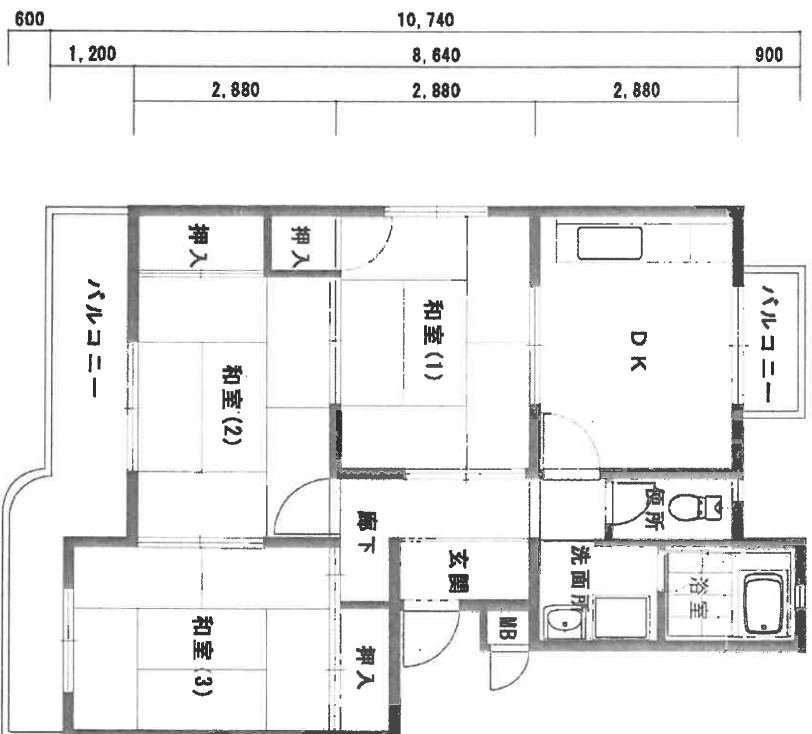 600
10,740
1,200
8,640
900
2,880
2,880
2,880
押入
押入
バルコニー
和室(1)
DK
バルコニー
和室(2)
便所
廊下
玄関
洗面所
浴室
MB
和室(3)
押入